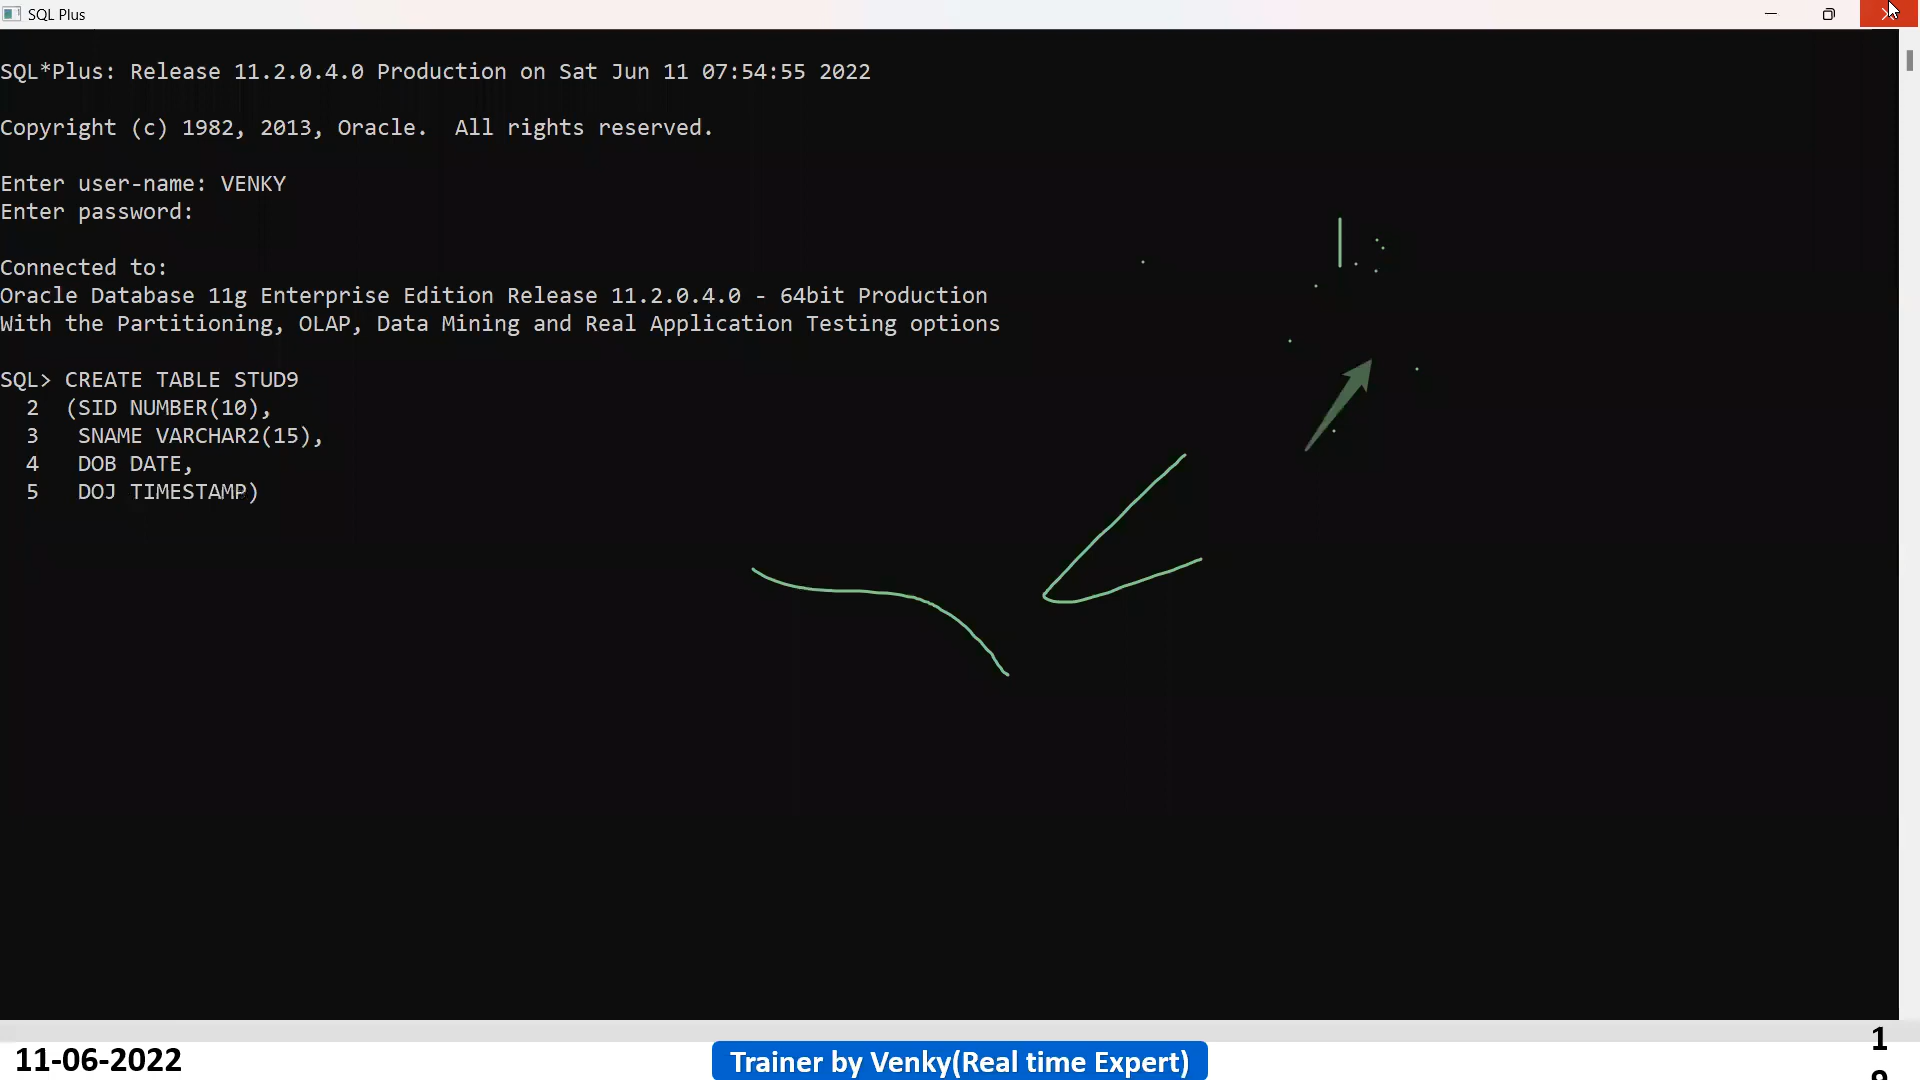 SQL Plus
SQL*Plus: Release 11.2.0.4.0 Production on Sat Jun 11 07:54:55 2022
Copyright (c) 1982, 2013, Oracle.  All rights reserved.
Enter user-name: VENKY
Enter password:
Connected to:
Oracle Database 11g Enterprise Edition Release 11.2.0.4.0 - 64bit Production
With the Partitioning, OLAP, Data Mining and Real Application Testing options
SQL> CREATE TABLE STUD9
  2  (SID NUMBER(10),
  3   SNAME VARCHAR2(15),
  4   DOB DATE,
  5   DOJ TIMESTAMP)
11-06-2022
Trainer by Venky(Real time Expert)
1